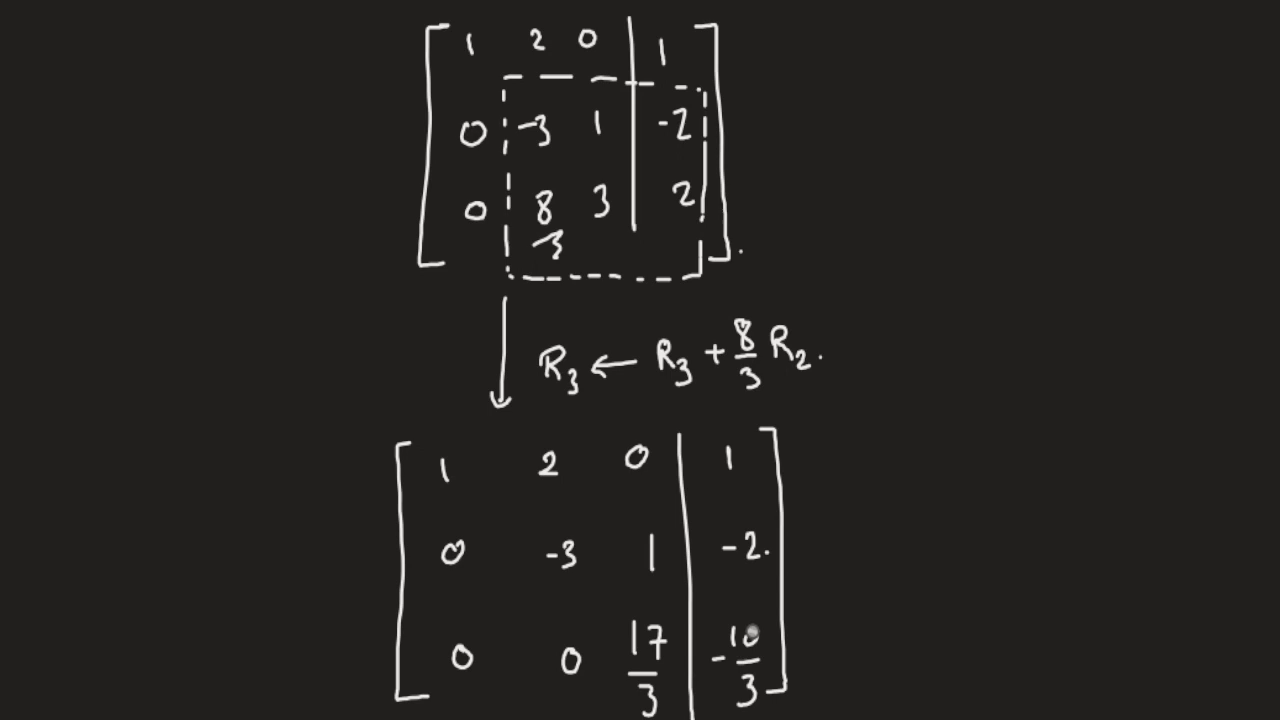 1 2 0 | 1
0 -3 1 | -2
0 8 3 | 2
-3
R₃ ← R₃ + 8/3 R₂.
1 2 0 | 1
0 -3 1 | -2.
0 0 17/3 | -10/3